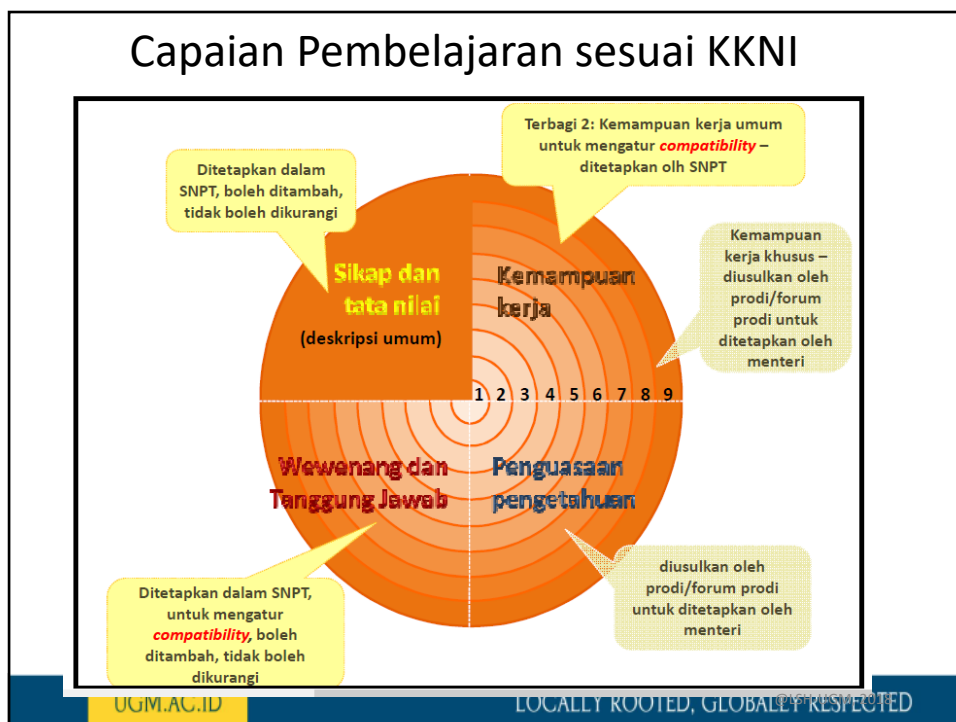 Capaian Pembelajaran sesuai KKNI
Terbagi 2: Kemampuan kerja umum
untuk mengatur compatibility –
ditetapkan olh SNPT
Ditetapkan dalam
SNPT, boleh ditambah,
tidak boleh dikurangi
Kemampuan
kerja khusus –
diusulkan oleh
prodi/forum
prodi untuk
ditetapkan oleh
menteri
Sikap dan
tata nilai
(deskripsi umum)
Kemampuan
kerja
1 2 3 4 5 6 7 8 9
Wewenang dan
Tanggung Jawab
Penguasaan
pengetahuan
Ditetapkan dalam SNPT,
untuk mengatur
compatibility, boleh
ditambah, tidak boleh
dikurangi
diusulkan oleh
prodi/forum prodi
untuk ditetapkan oleh
menteri
UGM.AC.ID
LOCALLY ROOTED, GLOBALLY RESPECTED
@LSH-UGM-2018